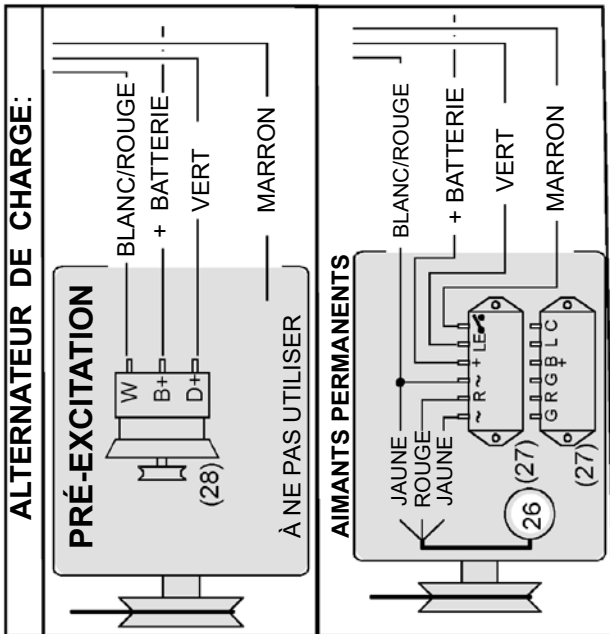 ALTERNATEUR DE CHARGE:
PRÉ-EXCITATION
BLANC/ROUGE
+ BATTERIE
VERT
MARRON
W
B+
D+
(28)
À NE PAS UTILISER
AIMANTS PERMANENTS
BLANC/ROUGE
+ BATTERIE
VERT
MARRON
JAUNE
ROUGE
JAUNE
~ R ~ + LE
G R G B L C
+
26
(27)
(27)